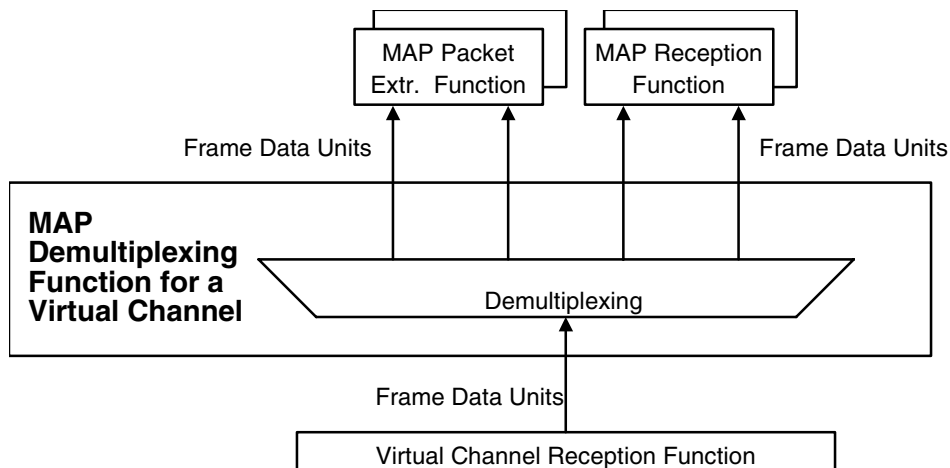 MAP Packet
Extr. Function
MAP Reception
Function
Frame Data Units
Frame Data Units
MAP
Demultiplexing
Function for a
Virtual Channel
Demultiplexing
Frame Data Units
Virtual Channel Reception Function